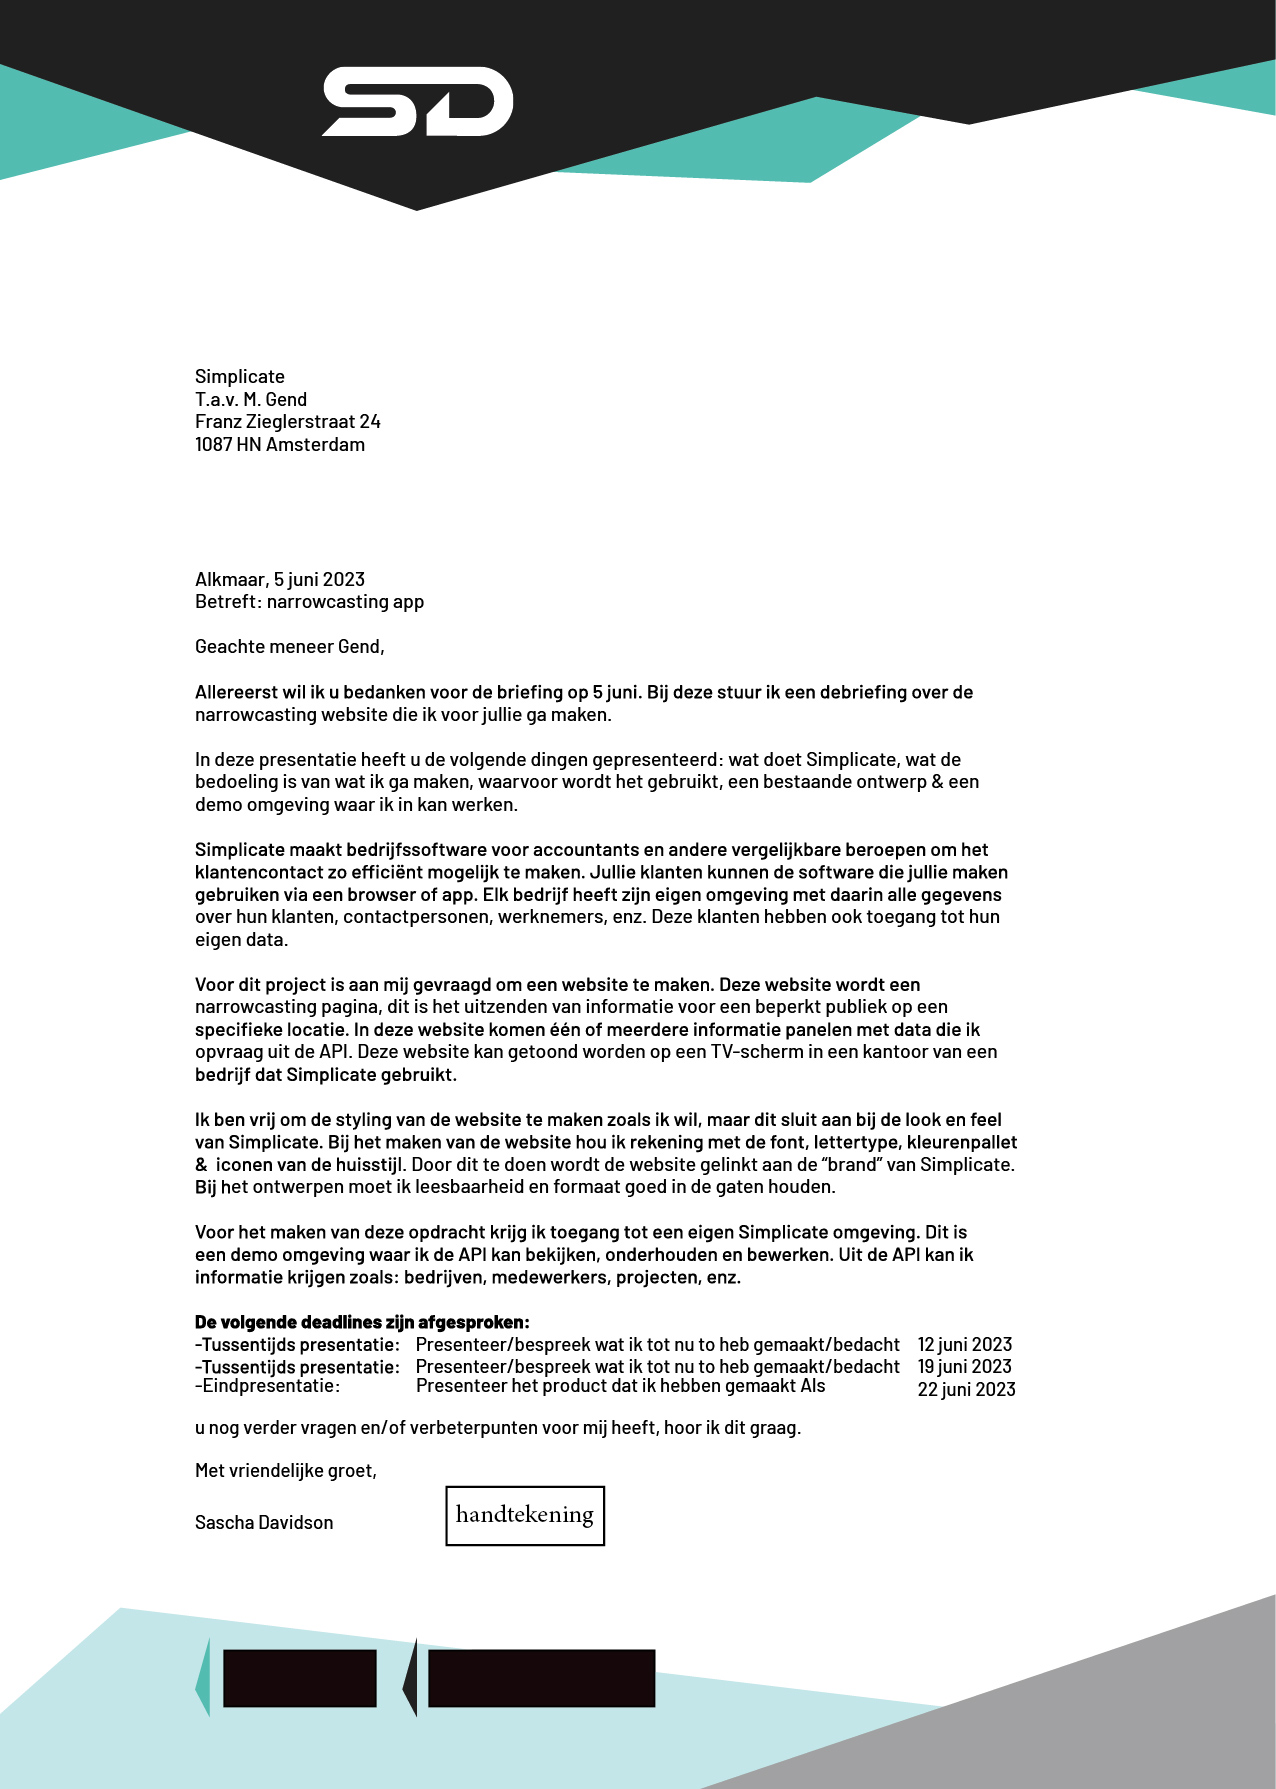 SD
Simplicate
T.a.v. M. Gend
Franz Zieglerstraat 24
1087 HN Amsterdam
Alkmaar, 5 juni 2023
Betreft: narrowcasting app
Geachte meneer Gend,
Allereerst wil ik u bedanken voor de briefing op 5 juni. Bij deze stuur ik een debriefing over de
narrowcasting website die ik voor jullie ga maken.
In deze presentatie heeft u de volgende dingen gepresenteerd: wat doet Simplicate, wat de
bedoeling is van wat ik ga maken, waarvoor wordt het gebruikt, een bestaande ontwerp & een
demo omgeving waar ik in kan werken.
Simplicate maakt bedrijfssoftware voor accountants en andere vergelijkbare beroepen om het
klantencontact zo efficiënt mogelijk te maken. Jullie klanten kunnen de software die jullie maken
gebruiken via een browser of app. Elk bedrijf heeft zijn eigen omgeving met daarin alle gegevens
over hun klanten, contactpersonen, werknemers, enz. Deze klanten hebben ook toegang tot hun
eigen data.
Voor dit project is aan mij gevraagd om een website te maken. Deze website wordt een
narrowcasting pagina, dit is het uitzenden van informatie voor een beperkt publiek op een
specifieke locatie. In deze website komen één of meerdere informatie panelen met data die ik
opvraag uit de API. Deze website kan getoond worden op een TV-scherm in een kantoor van een
bedrijf dat Simplicate gebruikt.
Ik ben vrij om de styling van de website te maken zoals ik wil, maar dit sluit aan bij de look en feel
van Simplicate. Bij het maken van de website hou ik rekening met de font, lettertype, kleurenpallet
& iconen van de huisstijl. Door dit te doen wordt de website gelinkt aan de “brand” van Simplicate.
Bij het ontwerpen moet ik leesbaarheid en formaat goed in de gaten houden.
Voor het maken van deze opdracht krijg ik toegang tot een eigen Simplicate omgeving. Dit is
een demo omgeving waar ik de API kan bekijken, onderhouden en bewerken. Uit de API kan ik
informatie krijgen zoals: bedrijven, medewerkers, projecten, enz.
De volgende deadlines zijn afgesproken:
-Tussentijds presentatie: Presenteer/bespreek wat ik tot nu to heb gemaakt/bedacht 12 juni 2023
-Tussentijds presentatie: Presenteer/bespreek wat ik tot nu to heb gemaakt/bedacht 19 juni 2023
-Eindpresentatie: Presenteer het product dat ik hebben gemaakt Als 22 juni 2023
u nog verder vragen en/of verbeterpunten voor mij heeft, hoor ik dit graag.
Met vriendelijke groet,
Sascha Davidson
handtekening